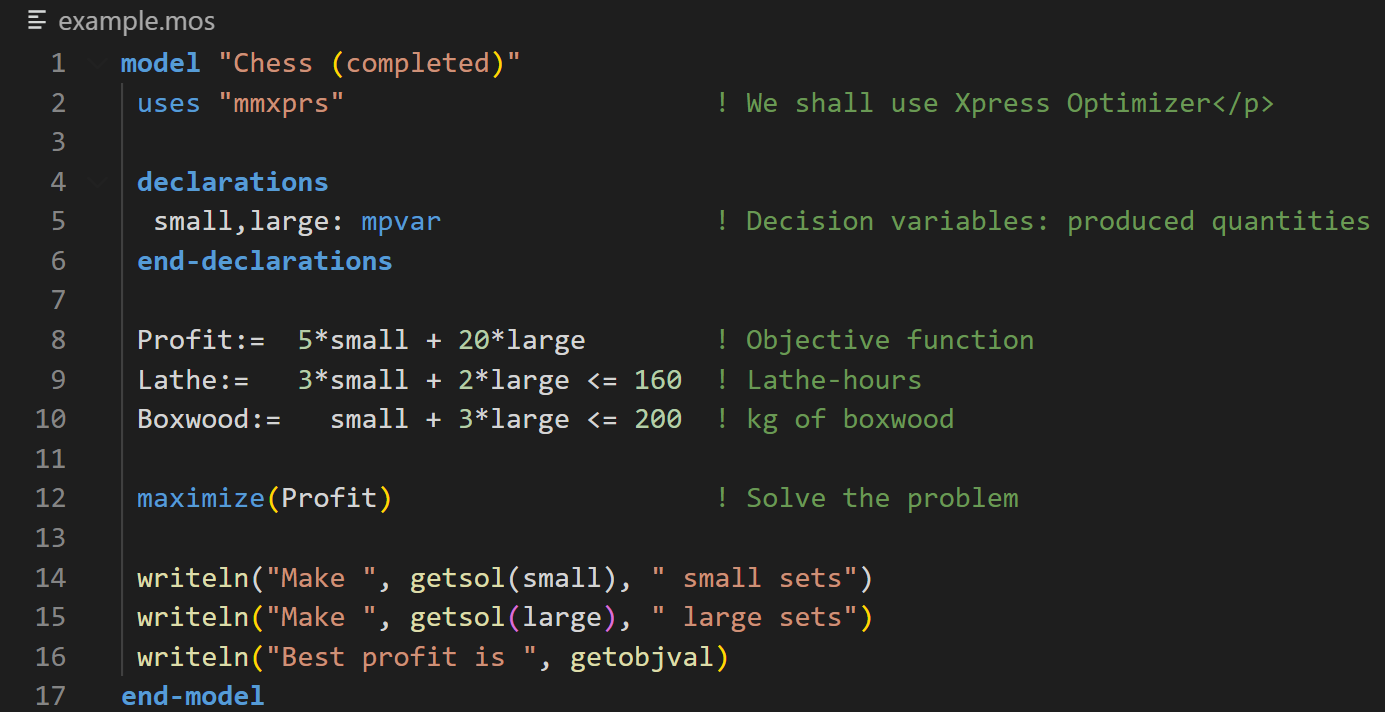 example.mos
1 model "Chess (completed)"
2 uses "mmxprs" ! We shall use Xpress Optimizer</p>
3
4 declarations
5 small,large: mpvar ! Decision variables: produced quantities
6 end-declarations
7
8 Profit:=  5*small + 20*large ! Objective function
9 Lathe:=   3*small + 2*large <= 160 ! Lathe-hours
10 Boxwood:=   small + 3*large <= 200 ! kg of boxwood
11
12 maximize(Profit) ! Solve the problem
13
14 writeln("Make ", getsol(small), " small sets")
15 writeln("Make ", getsol(large), " large sets")
16 writeln("Best profit is ", getobjval)
17 end-model